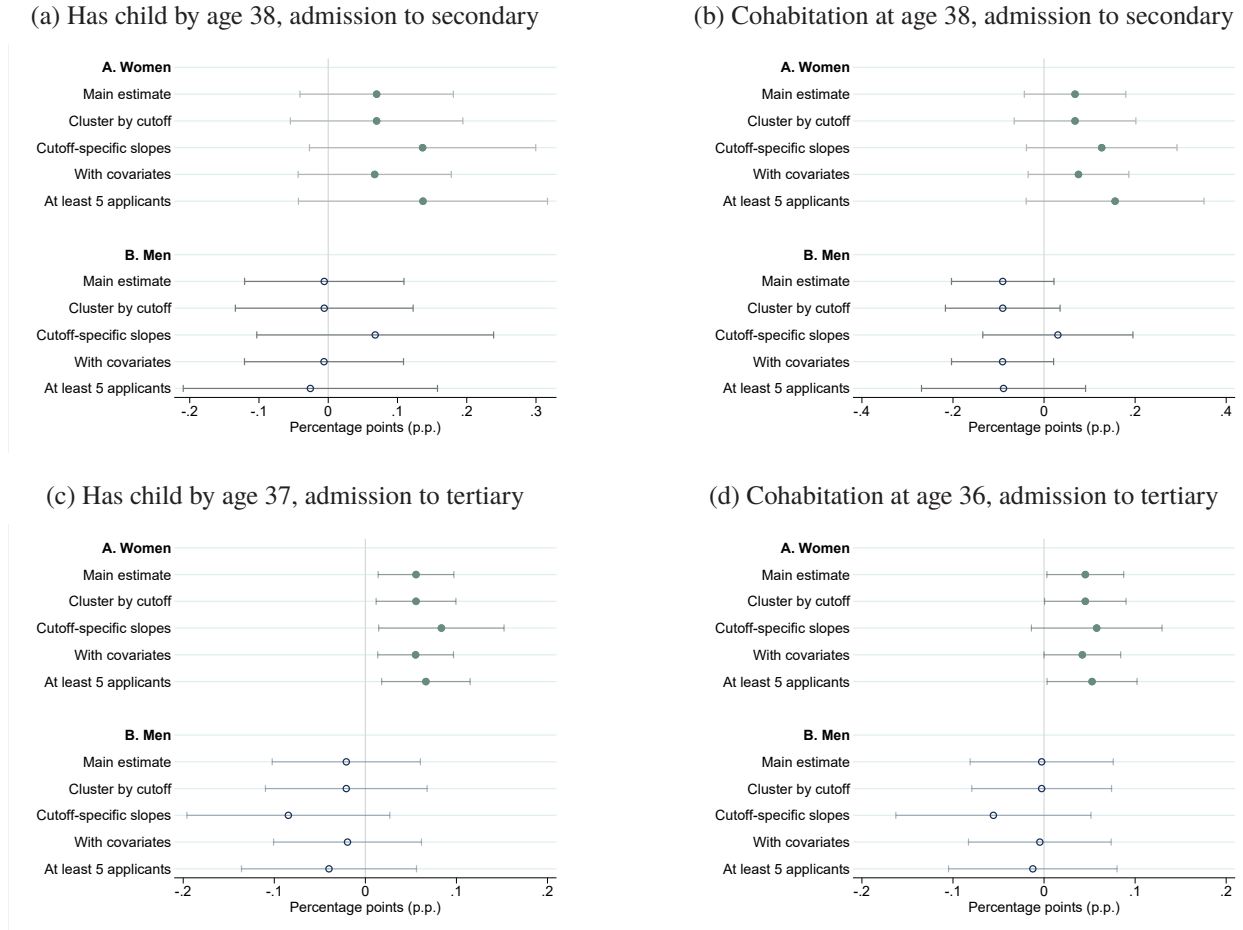 (a) Has child by age 38, admission to secondary
A. Women
Main estimate
Cluster by cutoff
Cutoff-specific slopes
With covariates
At least 5 applicants
B. Men
Main estimate
Cluster by cutoff
Cutoff-specific slopes
With covariates
At least 5 applicants
-.2 -.1 0 .1 .2 .3
Percentage points (p.p.)
(b) Cohabitation at age 38, admission to secondary
A. Women
Main estimate
Cluster by cutoff
Cutoff-specific slopes
With covariates
At least 5 applicants
B. Men
Main estimate
Cluster by cutoff
Cutoff-specific slopes
With covariates
At least 5 applicants
-.4 -.2 0 .2 .4
Percentage points (p.p.)
(c) Has child by age 37, admission to tertiary
A. Women
Main estimate
Cluster by cutoff
Cutoff-specific slopes
With covariates
At least 5 applicants
B. Men
Main estimate
Cluster by cutoff
Cutoff-specific slopes
With covariates
At least 5 applicants
-.2 -.1 0 .1 .2
Percentage points (p.p.)
(d) Cohabitation at age 36, admission to tertiary
A. Women
Main estimate
Cluster by cutoff
Cutoff-specific slopes
With covariates
At least 5 applicants
B. Men
Main estimate
Cluster by cutoff
Cutoff-specific slopes
With covariates
At least 5 applicants
-.2 -.1 0 .1 .2
Percentage points (p.p.)